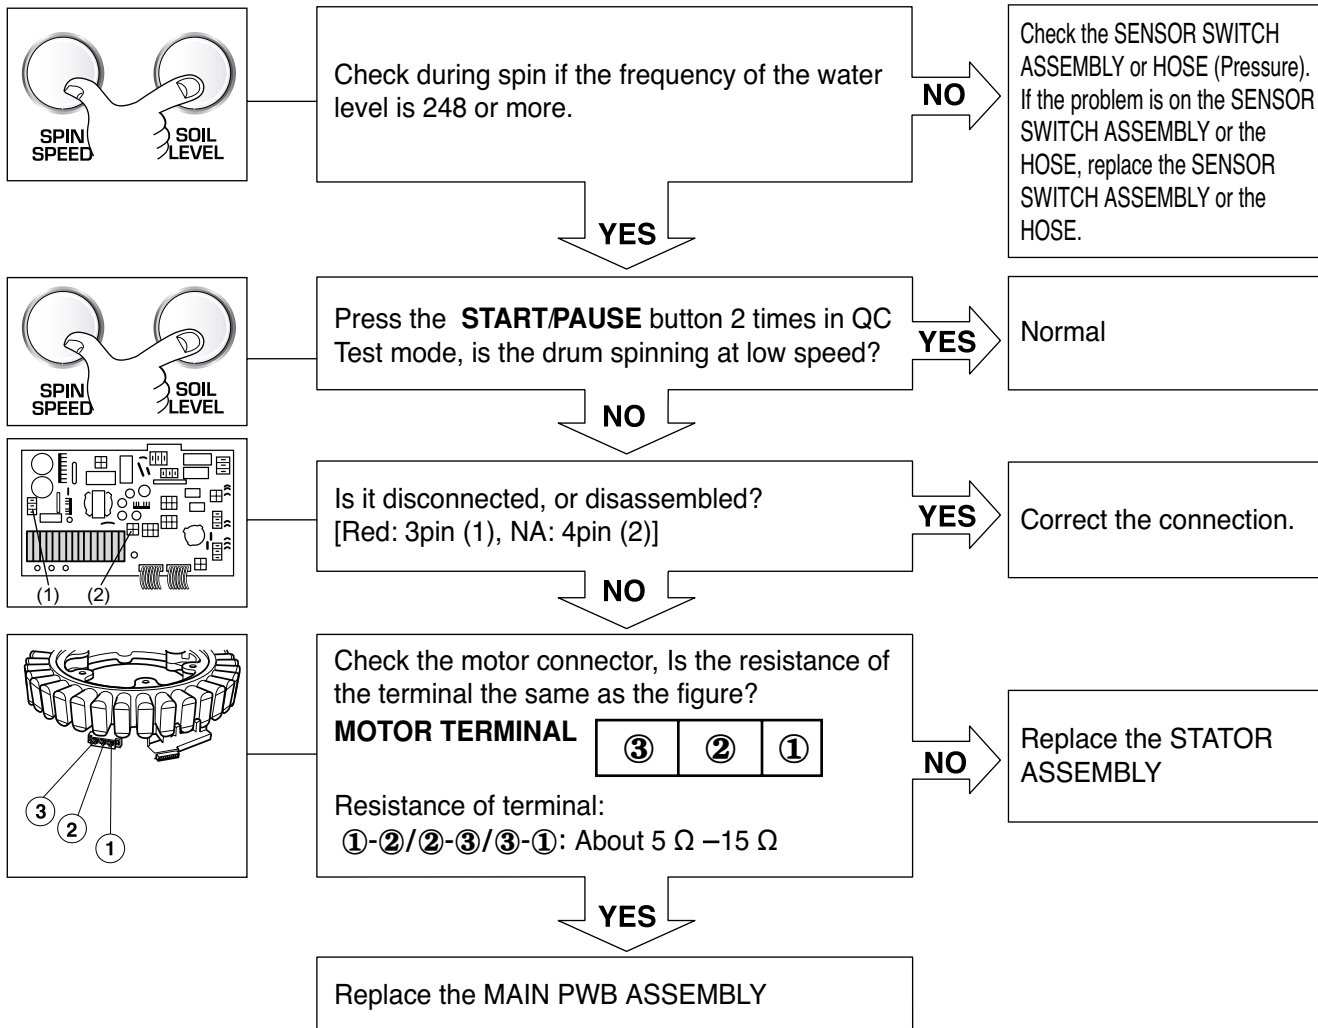 SPIN
SPEED
SOIL
LEVEL
Check during spin if the frequency of the water
level is 248 or more.
NO
Check the SENSOR SWITCH
ASSEMBLY or HOSE (Pressure).
If the problem is on the SENSOR
SWITCH ASSEMBLY or the
HOSE, replace the SENSOR
SWITCH ASSEMBLY or the
HOSE.
YES
SPIN
SPEED
SOIL
LEVEL
Press the START/PAUSE button 2 times in QC
Test mode, is the drum spinning at low speed?
YES
Normal
NO
(1)
(2)
Is it disconnected, or disassembled?
[Red: 3pin (1), NA: 4pin (2)]
YES
Correct the connection.
NO
③
②
①
Check the motor connector, Is the resistance of
the terminal the same as the figure?
MOTOR TERMINAL
③ ② ①
Resistance of terminal:
①-②/②-③/③-①: About 5 Ω –15 Ω
NO
Replace the STATOR
ASSEMBLY
YES
Replace the MAIN PWB ASSEMBLY